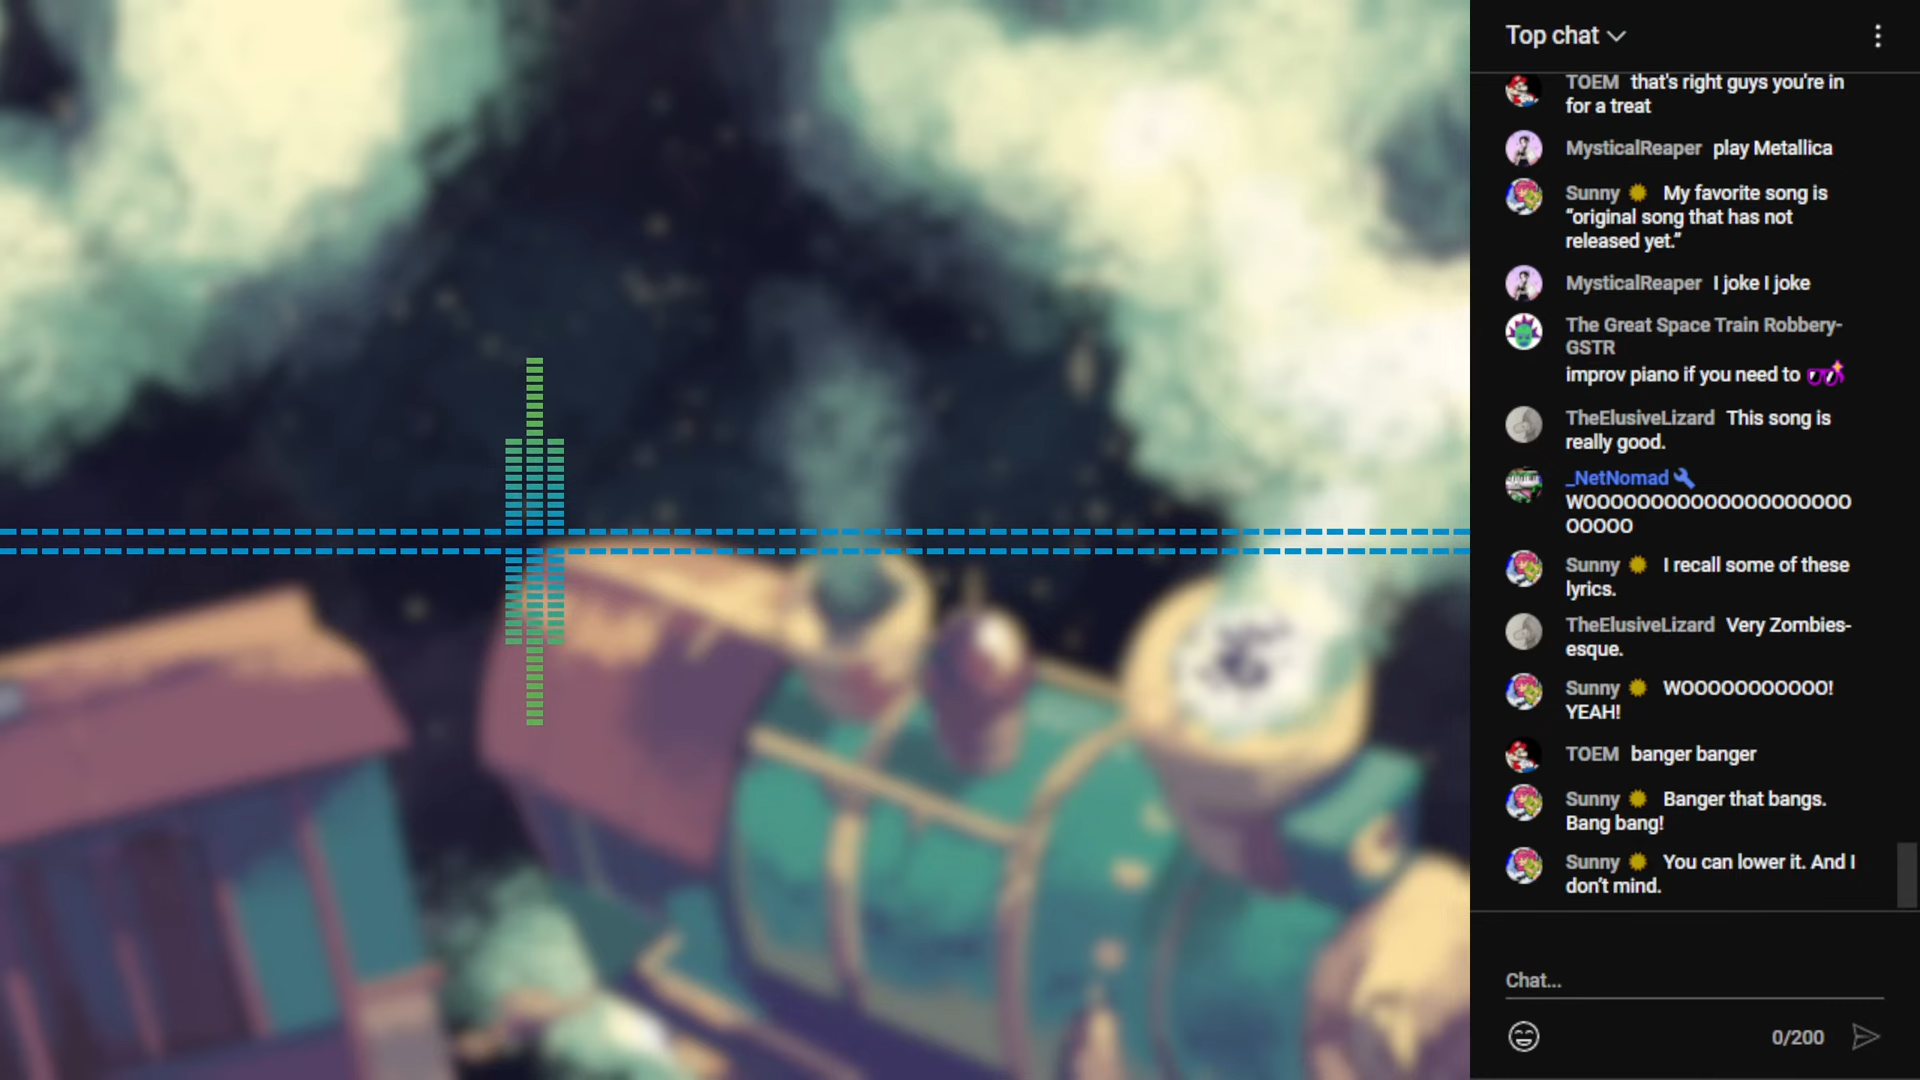 Top chat
TOEM that's right guys you're in
for a treat
MysticalReaper play Metallica
Sunny My favorite song is
“original song that has not
released yet.”
MysticalReaper I joke I joke
The Great Space Train Robbery-
GSTR
improv piano if you need to
TheElusiveLizard This song is
really good.
_NetNomad
WOOOOOOOOOOOOOOOOOOOO
OOOOO
Sunny I recall some of these
lyrics.
TheElusiveLizard Very Zombies-
esque.
Sunny WOOOOOOOOOOO!
YEAH!
TOEM banger banger
Sunny Banger that bangs.
Bang bang!
Sunny You can lower it. And I
don’t mind.
Chat...
0/200